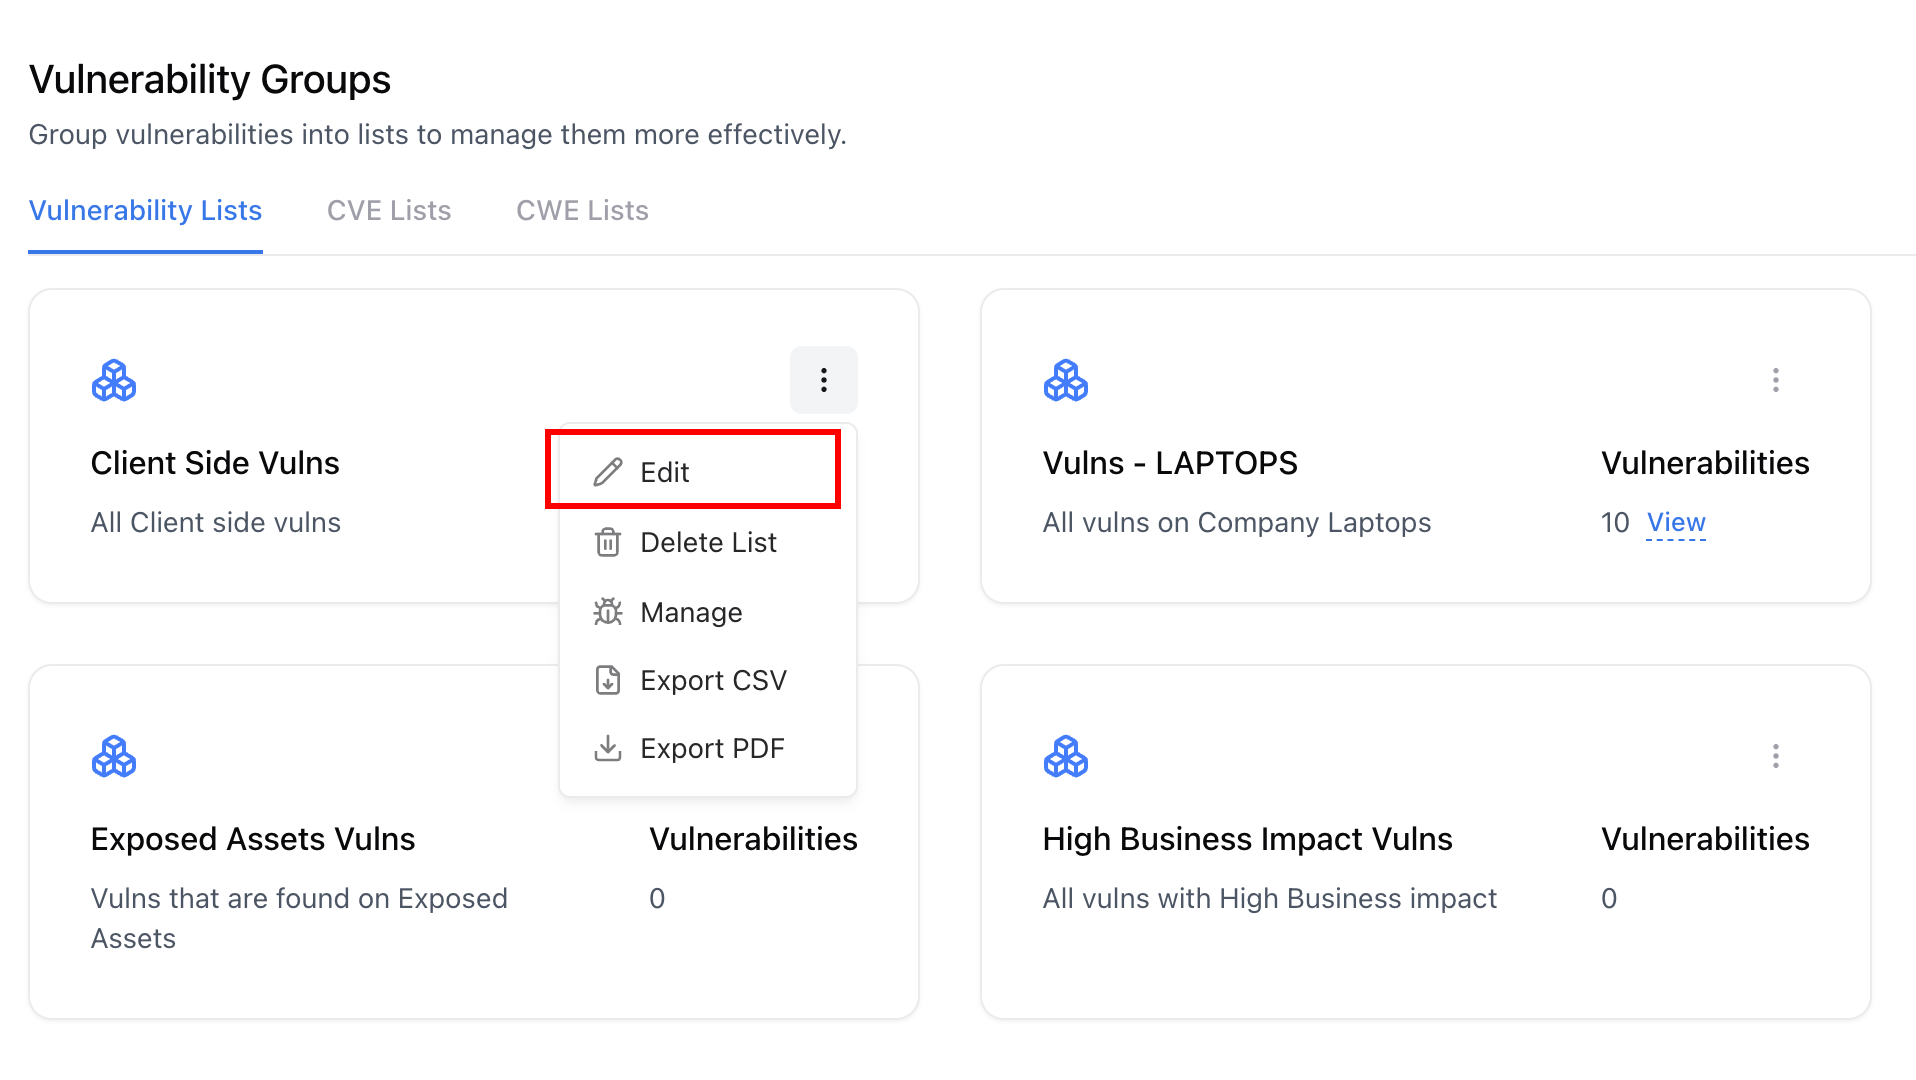 Vulnerability Groups
Group vulnerabilities into lists to manage them more effectively.
Vulnerability Lists
CVE Lists
CWE Lists
Client Side Vulns
All Client side vulns
Edit
Delete List
Manage
Export CSV
Export PDF
Vulns - LAPTOPS
All vulns on Company Laptops
Vulnerabilities
10 View
Exposed Assets Vulns
Vulns that are found on Exposed
Assets
Vulnerabilities
0
High Business Impact Vulns
All vulns with High Business impact
Vulnerabilities
0